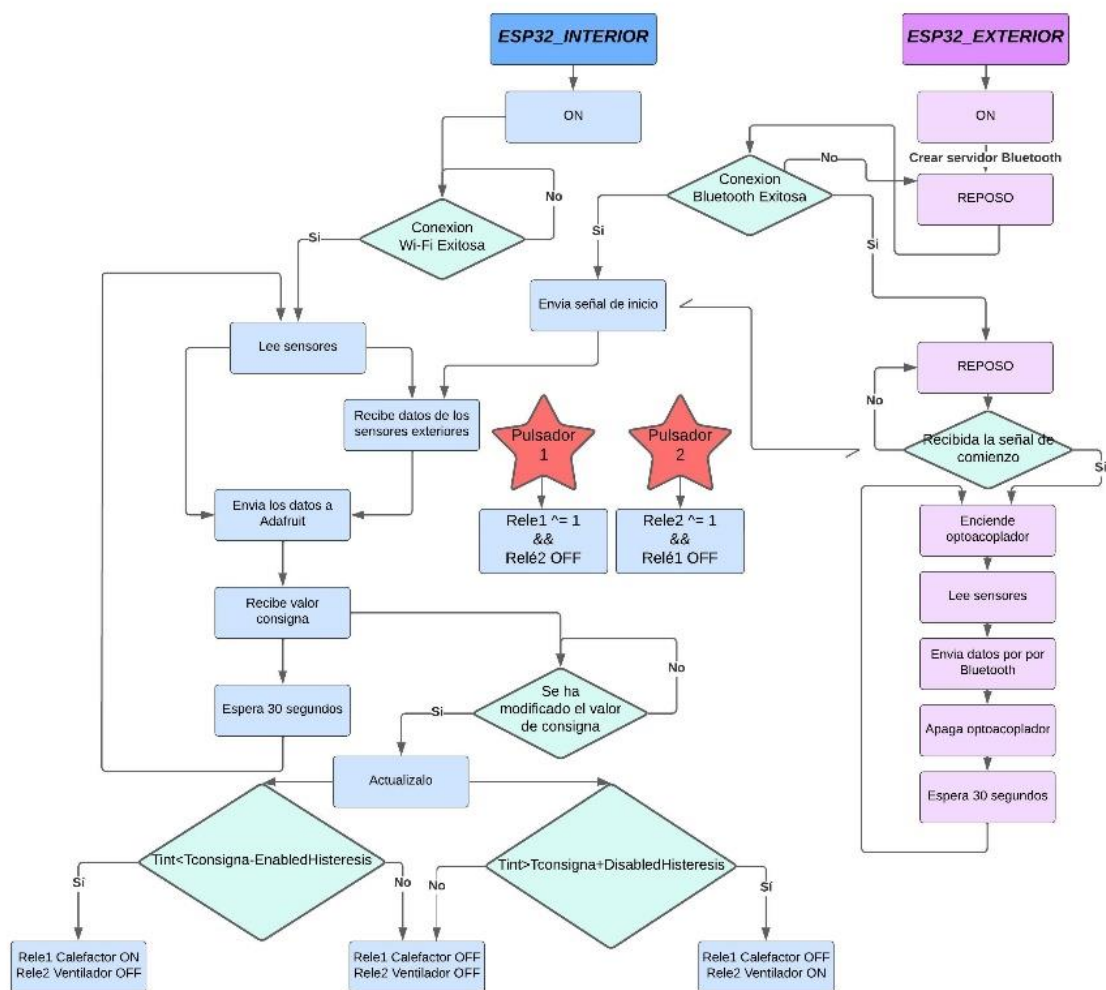 ESP32_INTERIOR
ESP32_EXTERIOR
ON
ON
Crear servidor Bluetooth
No
Conexion
Bluetooth Exitosa
REPOSO
No
Conexion
Wi-Fi Exitosa
Si
Si
Si
Envia señal de inicio
Lee sensores
REPOSO
Recibe datos de los
sensores exteriores
No
Pulsador
1
Pulsador
2
Recibida la señal de
comienzo
Si
Envia los datos a
Adafruit
Rele1 ^= 1
&&
Relé2 OFF
Rele2 ^= 1
&&
Relé1 OFF
Enciende
optoacoplador
Recibe valor
consigna
Lee sensores
Envia datos por por
Bluetooth
No
Se ha
modificado el valor
de consigna
Si
Espera 30 segundos
Apaga optoacoplador
Actualizalo
Espera 30 segundos
Tint<Tconsigna-EnabledHisteresis
Tint>Tconsigna+DisabledHisteresis
Sí
No
No
Sí
Rele1 Calefactor ON
Rele2 Ventilador OFF
Rele1 Calefactor OFF
Rele2 Ventilador OFF
Rele1 Calefactor OFF
Rele2 Ventilador ON